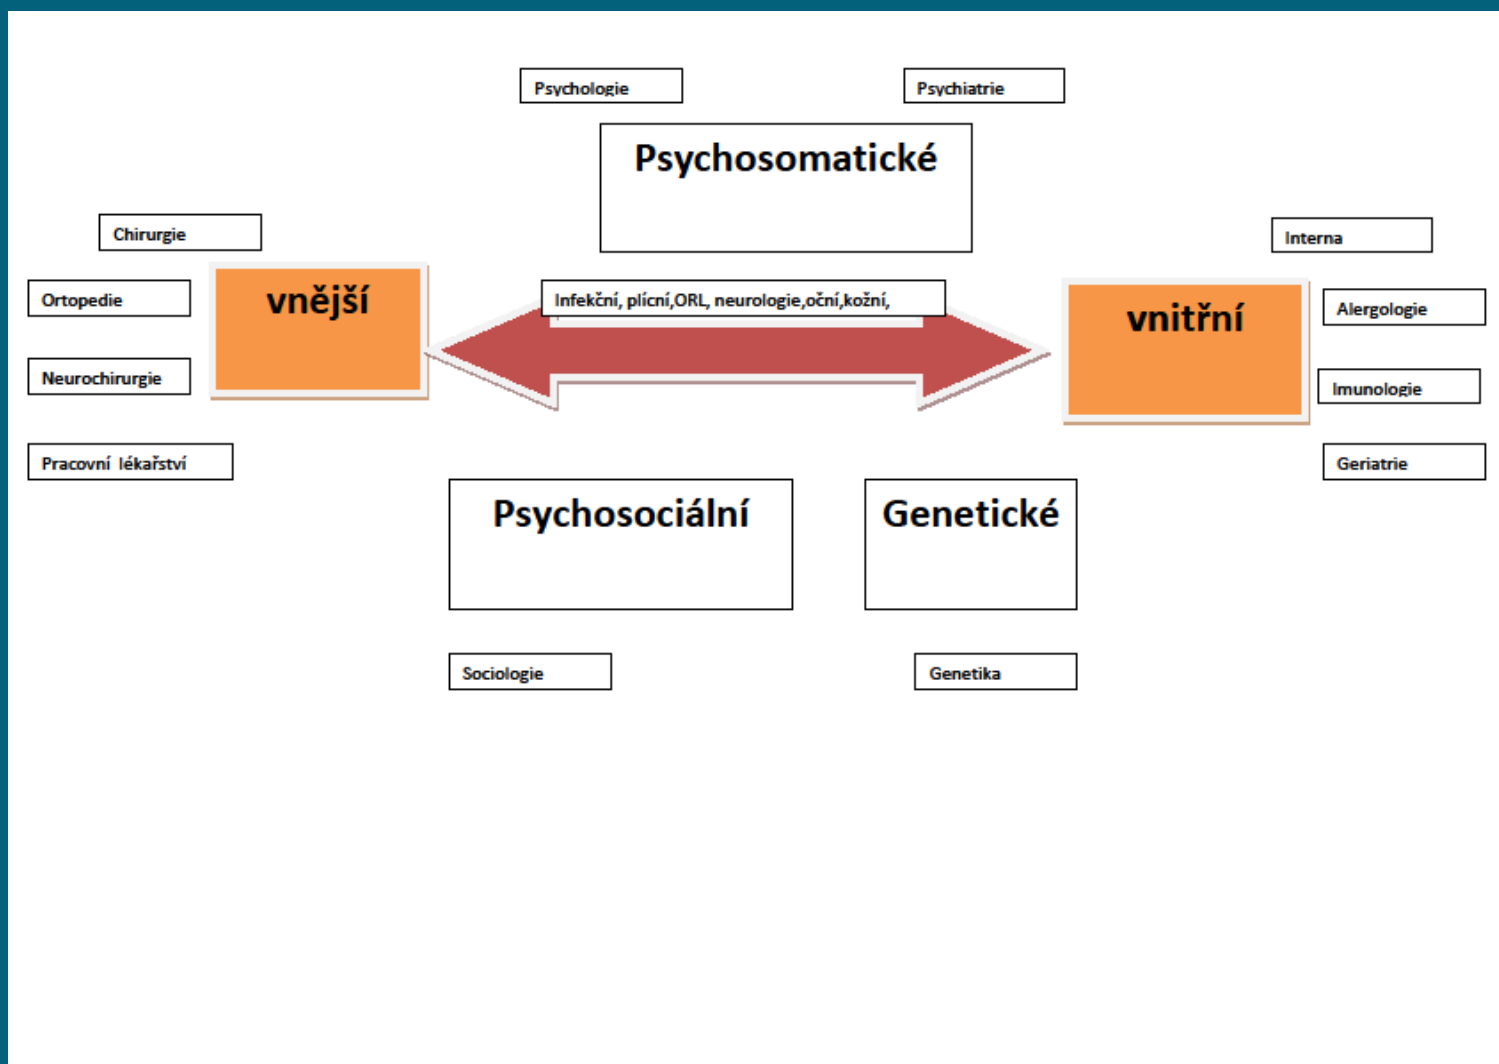 Psychologie
Psychiatrie
Psychosomatické
Chirurgie
Interna
vnější
Infekční, plícní,ORL, neurologie,oční,kožní,
vnitřní
Ortopedie
Alergologie
Neurochirurgie
Imunologie
Pracovní lékařství
Geriatrie
Psychosociální
Genetické
Sociologie
Genetika